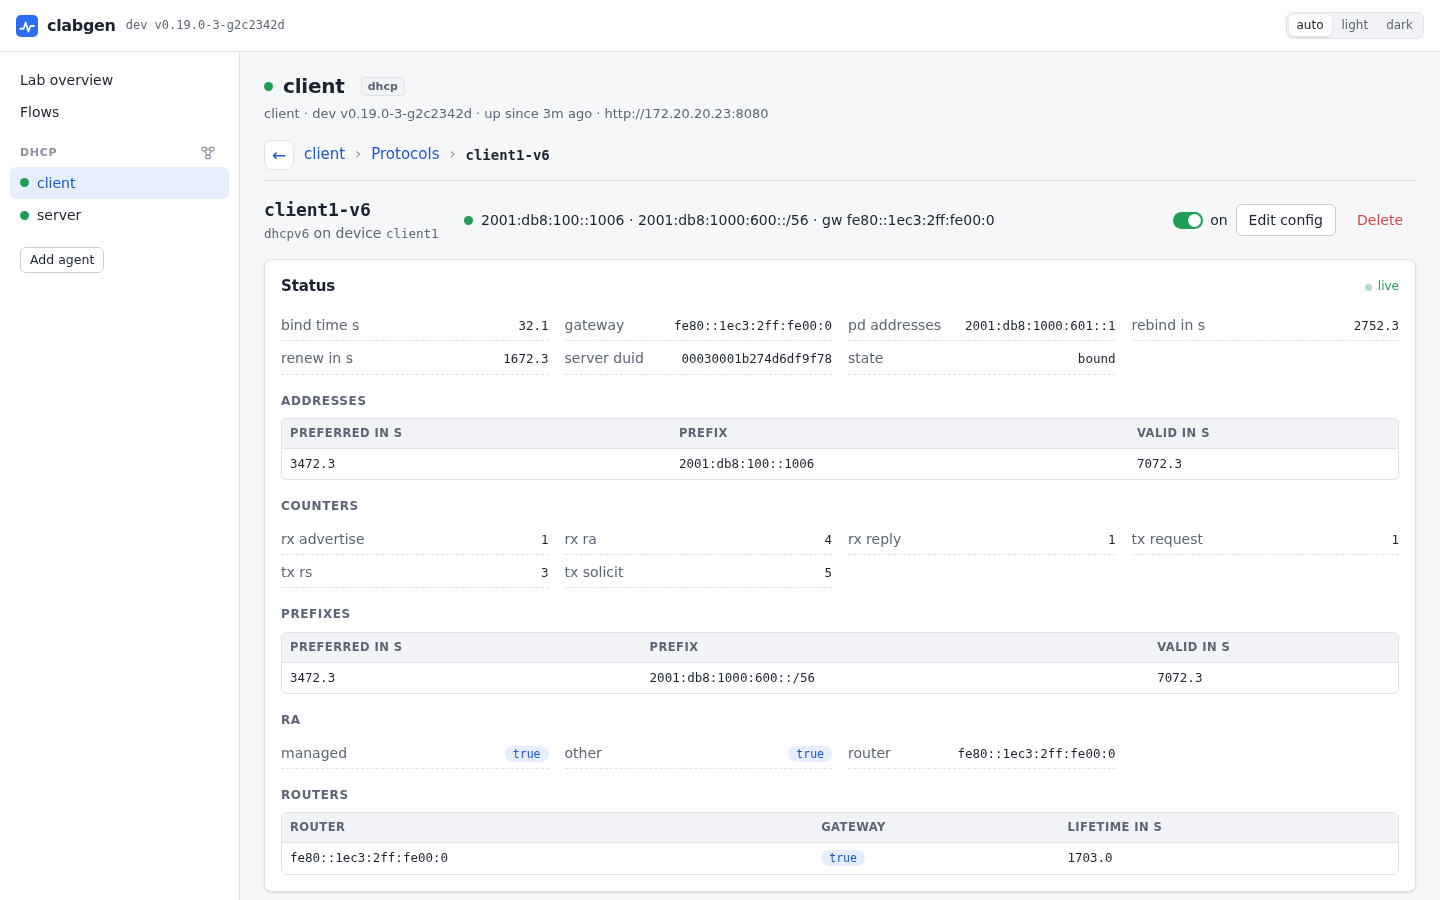 clabgen dev v0.19.0-3-g2c2342d
auto light dark
Lab overview
Flows
DHCP
client
server
Add agent
client dhcp
client · dev v0.19.0-3-g2c2342d · up since 3m ago · http://172.20.20.23:8080
← client › Protocols › client1-v6
client1-v6
dhcpv6 on device client1
2001:db8:100::1006 · 2001:db8:1000:600::/56 · gw fe80::1ec3:2ff:fe00:0
on Edit config Delete
Status live
bind time s 32.1 gateway fe80::1ec3:2ff:fe00:0 pd addresses 2001:db8:1000:601::1 rebind in s 2752.3
renew in s 1672.3 server duid 00030001b274d6df9f78 state bound
ADDRESSES
PREFERRED IN S PREFIX VALID IN S
3472.3 2001:db8:100::1006 7072.3
COUNTERS
rx advertise 1 rx ra 4 rx reply 1 tx request 1
tx rs 3 tx solicit 5
PREFIXES
PREFERRED IN S PREFIX VALID IN S
3472.3 2001:db8:1000:600::/56 7072.3
RA
managed true other true router fe80::1ec3:2ff:fe00:0
ROUTERS
ROUTER GATEWAY LIFETIME IN S
fe80::1ec3:2ff:fe00:0 true 1703.0